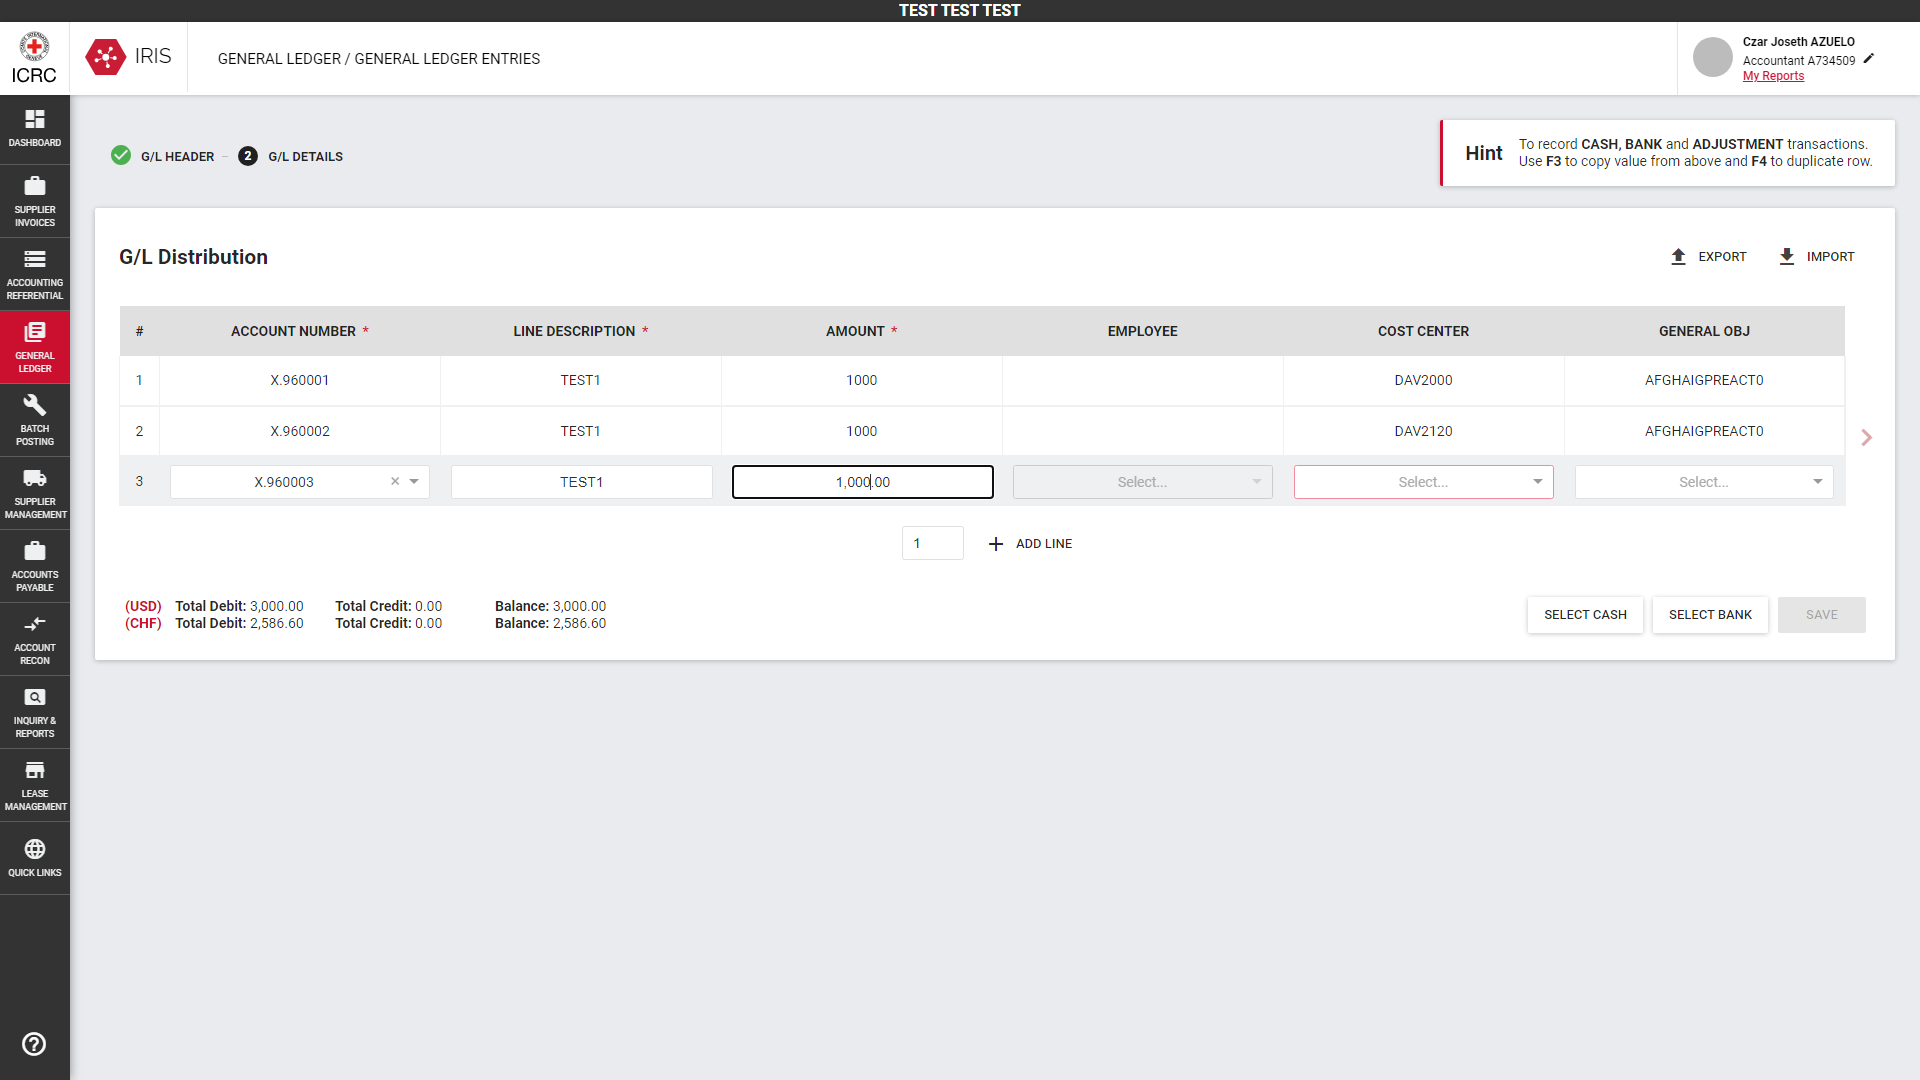 TEST TEST TEST
ICRC
IRIS
GENERAL LEDGER / GENERAL LEDGER ENTRIES
Czar Joseth AZUELO
Accountant A734509
My Reports
DASHBOARD
SUPPLIER
INVOICES
ACCOUNTING
REFERENTIAL
GENERAL
LEDGER
BATCH
POSTING
SUPPLIER
MANAGEMENT
ACCOUNTS
PAYABLE
ACCOUNT
RECON
INQUIRY &
REPORTS
LEASE
MANAGEMENT
QUICK LINKS
G/L HEADER – 2 G/L DETAILS
Hint
To record CASH, BANK and ADJUSTMENT transactions.
Use F3 to copy value from above and F4 to duplicate row.
G/L Distribution
EXPORT IMPORT
# ACCOUNT NUMBER * LINE DESCRIPTION * AMOUNT * EMPLOYEE COST CENTER GENERAL OBJ
1 X.960001 TEST1 1000 DAV2000 AFGHAIGPREACT0
2 X.960002 TEST1 1000 DAV2120 AFGHAIGPREACT0
3 X.960003 × TEST1 1,000.00 Select... Select... Select...
1 + ADD LINE
(USD) Total Debit: 3,000.00 Total Credit: 0.00 Balance: 3,000.00
(CHF) Total Debit: 2,586.60 Total Credit: 0.00 Balance: 2,586.60
SELECT CASH SELECT BANK SAVE